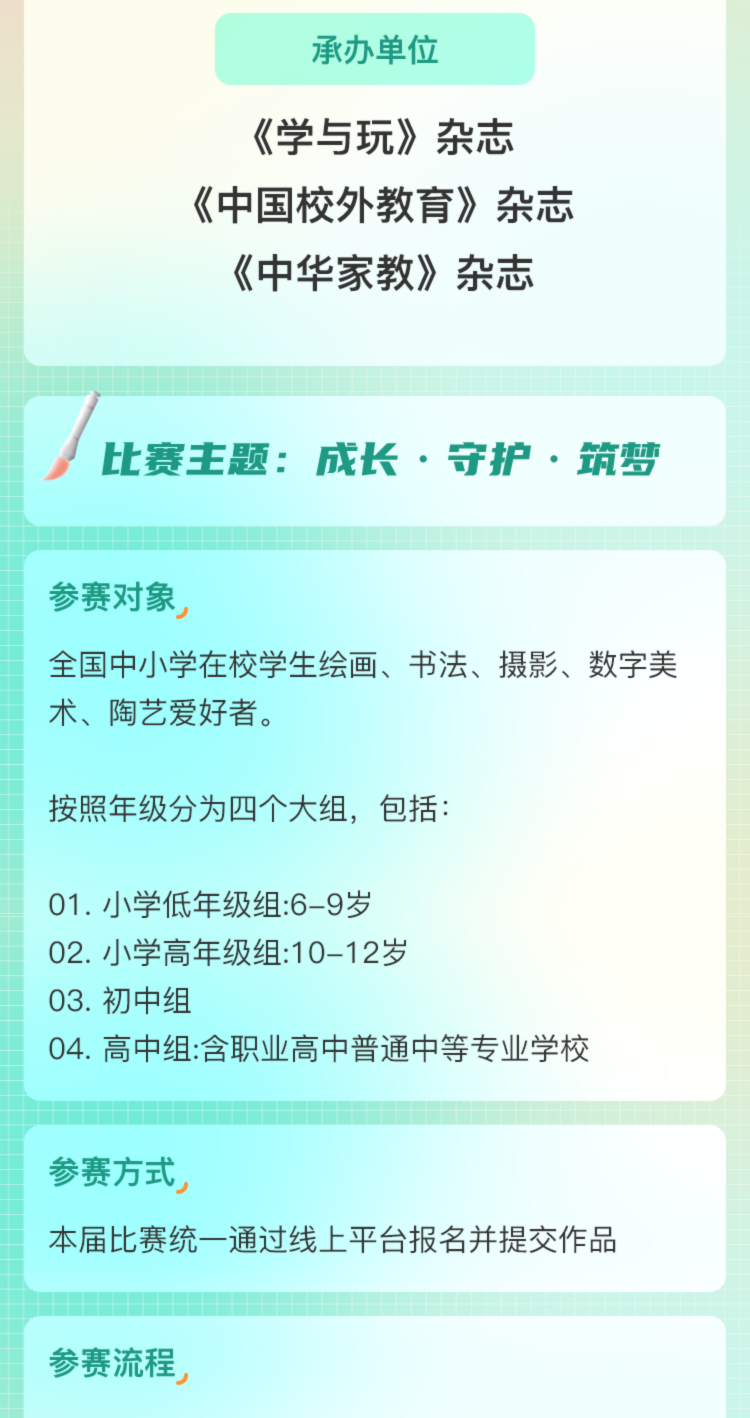 承办单位
《学与玩》杂志
《中国校外教育》杂志
《中华家教》杂志
比赛主题：成长·守护·筑梦
参赛对象
全国中小学在校学生绘画、书法、摄影、数字美
术、陶艺爱好者。
按照年级分为四个大组，包括：
01. 小学低年级组:6–9岁
02. 小学高年级组:10–12岁
03. 初中组
04. 高中组:含职业高中普通中等专业学校
参赛方式
本届比赛统一通过线上平台报名并提交作品
参赛流程